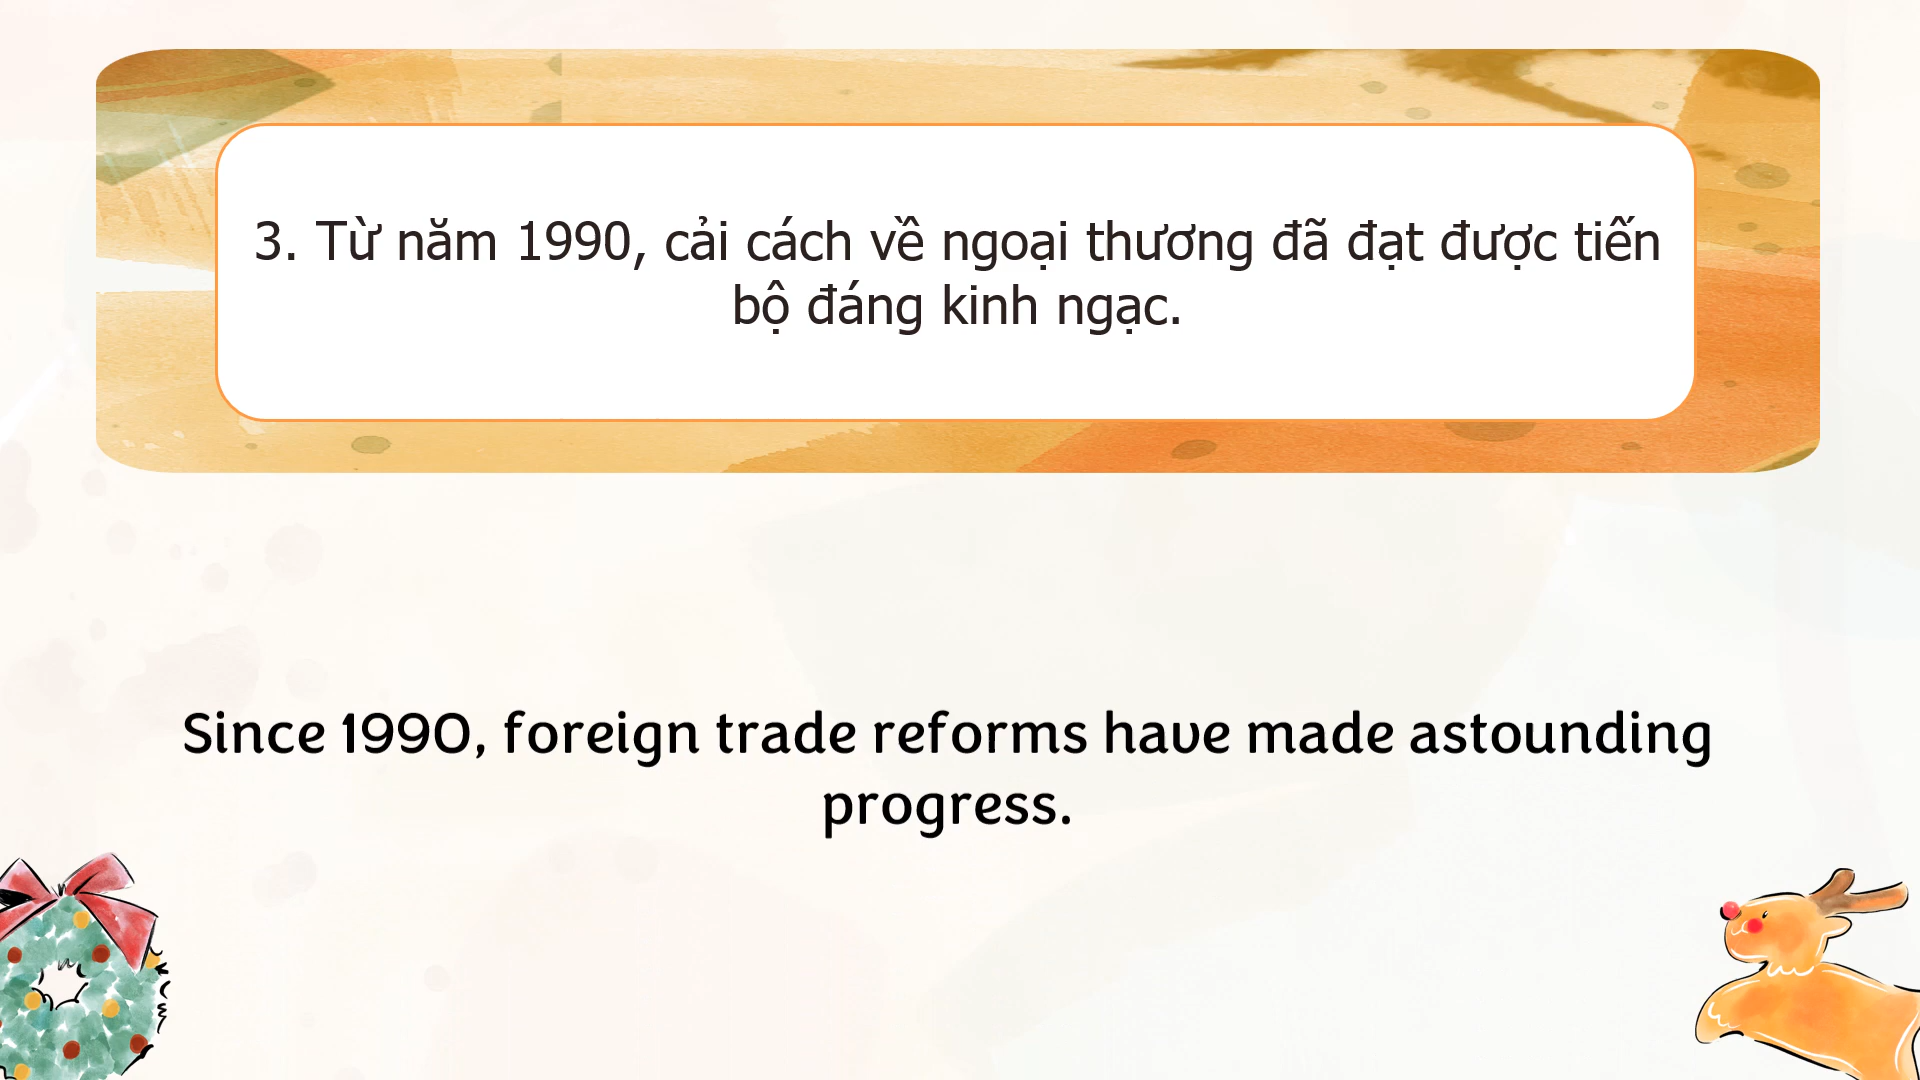 3. Từ năm 1990, cải cách về ngoại thương đã đạt được tiến
bộ đáng kinh ngạc.
Since 1990, foreign trade reforms have made astounding
progress.